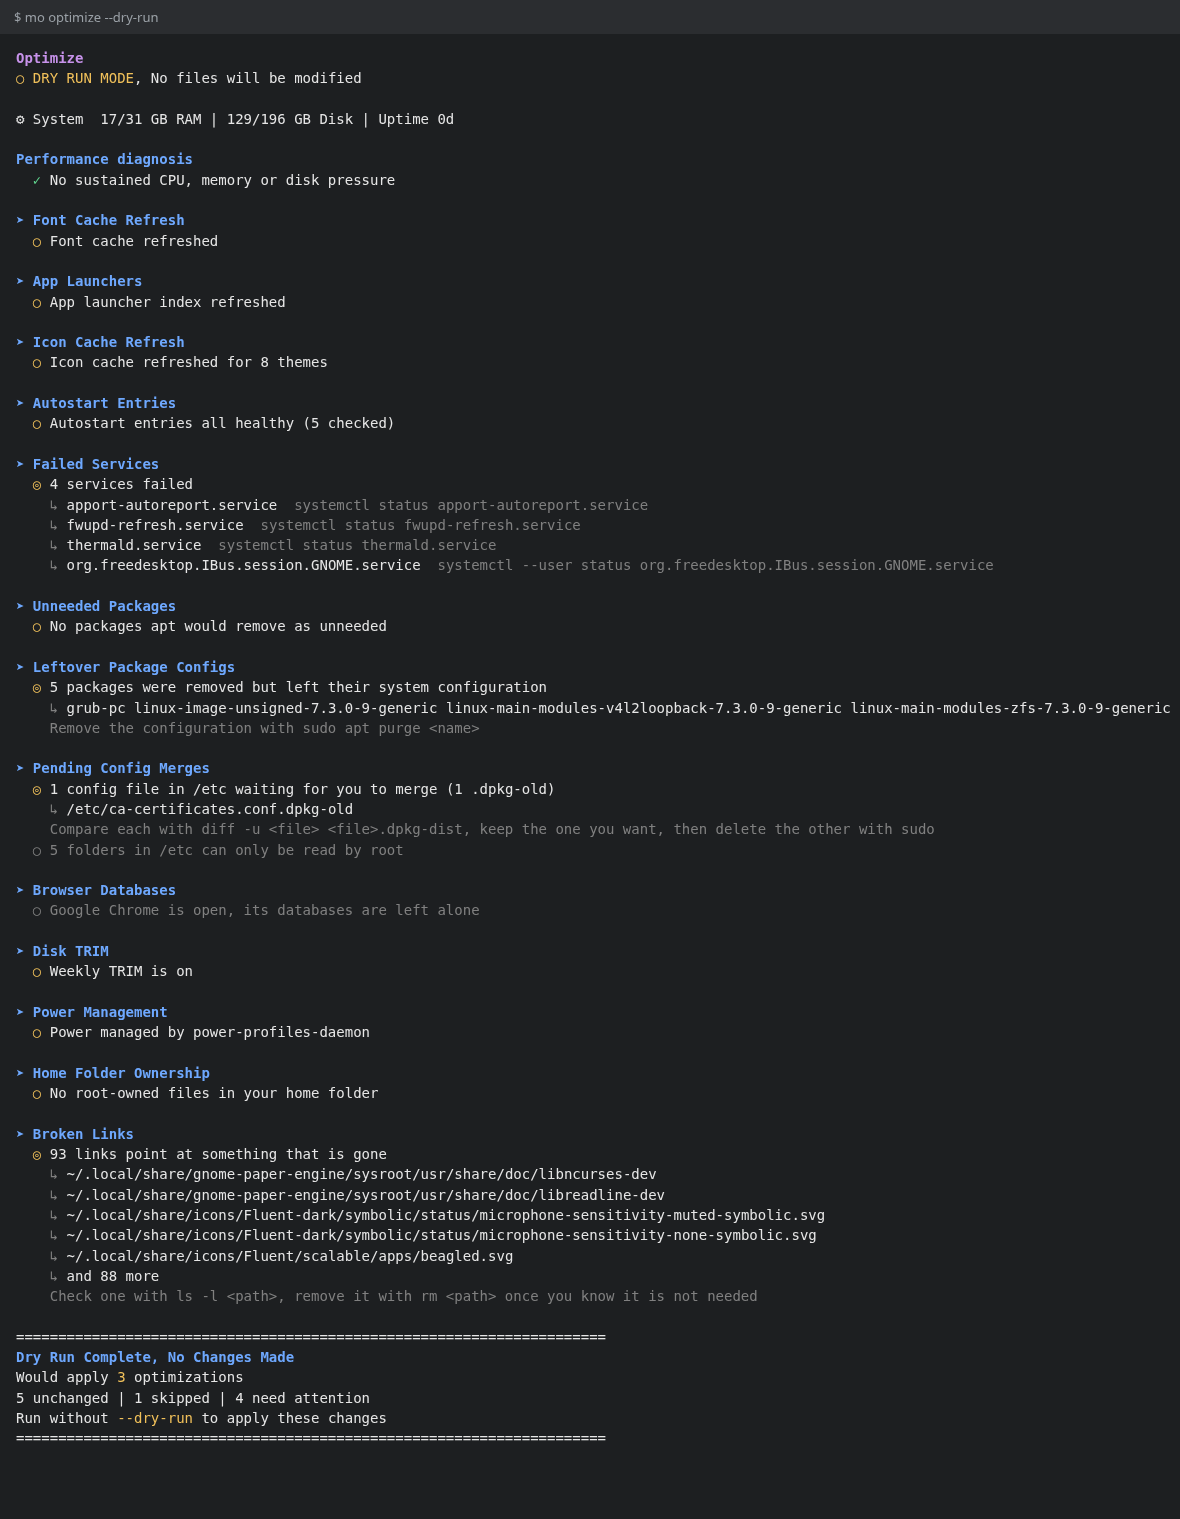 $ mo optimize --dry-run
Optimize
○ DRY RUN MODE, No files will be modified
⚙ System  17/31 GB RAM | 129/196 GB Disk | Uptime 0d
Performance diagnosis
✓ No sustained CPU, memory or disk pressure
➤ Font Cache Refresh
○ Font cache refreshed
➤ App Launchers
○ App launcher index refreshed
➤ Icon Cache Refresh
○ Icon cache refreshed for 8 themes
➤ Autostart Entries
○ Autostart entries all healthy (5 checked)
➤ Failed Services
◎ 4 services failed
↳ apport-autoreport.service  systemctl status apport-autoreport.service
↳ fwupd-refresh.service  systemctl status fwupd-refresh.service
↳ thermald.service  systemctl status thermald.service
↳ org.freedesktop.IBus.session.GNOME.service  systemctl --user status org.freedesktop.IBus.session.GNOME.service
➤ Unneeded Packages
○ No packages apt would remove as unneeded
➤ Leftover Package Configs
◎ 5 packages were removed but left their system configuration
↳ grub-pc linux-image-unsigned-7.3.0-9-generic linux-main-modules-v4l2loopback-7.3.0-9-generic linux-main-modules-zfs-7.3.0-9-generic
Remove the configuration with sudo apt purge <name>
➤ Pending Config Merges
◎ 1 config file in /etc waiting for you to merge (1 .dpkg-old)
↳ /etc/ca-certificates.conf.dpkg-old
Compare each with diff -u <file> <file>.dpkg-dist, keep the one you want, then delete the other with sudo
○ 5 folders in /etc can only be read by root
➤ Browser Databases
○ Google Chrome is open, its databases are left alone
➤ Disk TRIM
○ Weekly TRIM is on
➤ Power Management
○ Power managed by power-profiles-daemon
➤ Home Folder Ownership
○ No root-owned files in your home folder
➤ Broken Links
◎ 93 links point at something that is gone
↳ ~/.local/share/gnome-paper-engine/sysroot/usr/share/doc/libncurses-dev
↳ ~/.local/share/gnome-paper-engine/sysroot/usr/share/doc/libreadline-dev
↳ ~/.local/share/icons/Fluent-dark/symbolic/status/microphone-sensitivity-muted-symbolic.svg
↳ ~/.local/share/icons/Fluent-dark/symbolic/status/microphone-sensitivity-none-symbolic.svg
↳ ~/.local/share/icons/Fluent/scalable/apps/beagled.svg
↳ and 88 more
Check one with ls -l <path>, remove it with rm <path> once you know it is not needed
======================================================================
Dry Run Complete, No Changes Made
Would apply 3 optimizations
5 unchanged | 1 skipped | 4 need attention
Run without --dry-run to apply these changes
======================================================================